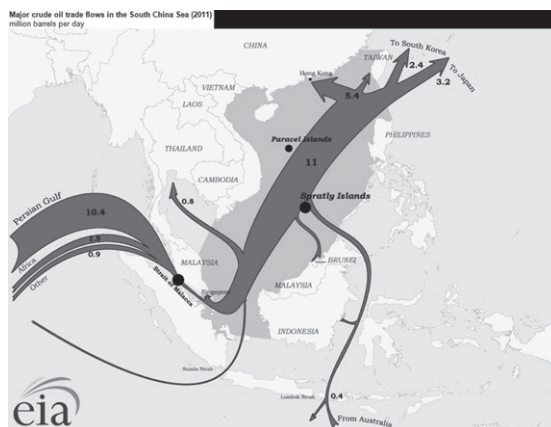 Major crude oil trade flows in the South China Sea (2011)
million barrels per day
CHINA
TAIWAN
To South Korea
2.4
To Japan
3.2
Hong Kong
5.4
VIETNAM
LAOS
Paracel Islands
PHILIPPINES
THAILAND
11
CAMBODIA
0.8
Spratly Islands
Persian Gulf
10.4
Africa
Other
0.9
MALAYSIA
BRUNEI
Strait of Malacca
Singapore
MALAYSIA
INDONESIA
Sunda Strait
Lombok Strait
0.4
From Australia
eia